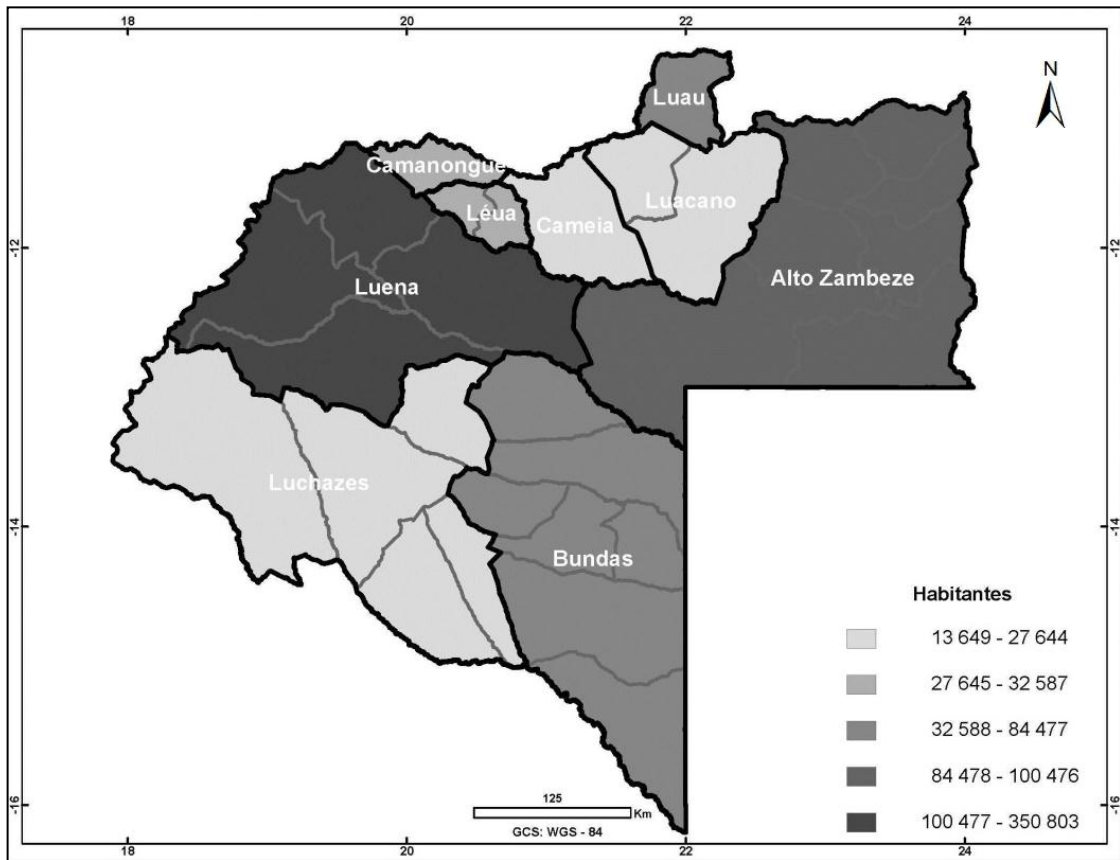 18 20 22 24
N
Luau
Camanongue
Léua
Cameia
Luacano
-12 -12
Luena
Alto Zambeze
Luchazes
-14 -14
Bundas
Habitantes
13 649 - 27 644
27 645 - 32 587
32 588 - 84 477
84 478 - 100 476
100 477 - 350 803
125
Km
GCS: WGS - 84
-16 -16
18 20 22 24